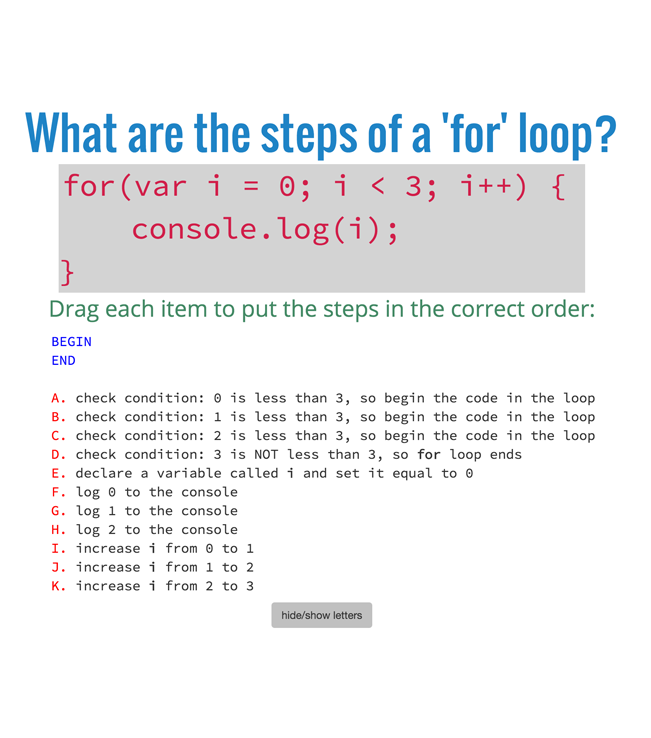 What are the steps of a 'for' loop?
for(var i = 0; i < 3; i++) {
console.log(i);
}
Drag each item to put the steps in the correct order:
BEGIN
END
A. check condition: 0 is less than 3, so begin the code in the loop
B. check condition: 1 is less than 3, so begin the code in the loop
C. check condition: 2 is less than 3, so begin the code in the loop
D. check condition: 3 is NOT less than 3, so for loop ends
E. declare a variable called i and set it equal to 0
F. log 0 to the console
G. log 1 to the console
H. log 2 to the console
I. increase i from 0 to 1
J. increase i from 1 to 2
K. increase i from 2 to 3
hide/show letters